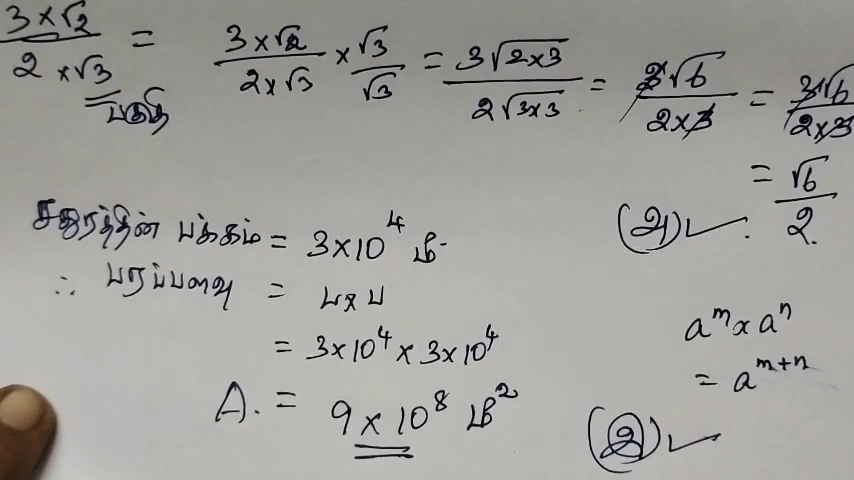 3 × √2 / 2 × √3 = 3 × √2 / 2 × √3 × √3 / √3 = 3√2×3 / 2√3×3 = 3√6 / 2×3 = 3√6 / 2×3
பகுதி
= √6 / 2.
(அ) ✓
சதுரத்தின் பக்கம் = 3×10⁴ மீ
∴ பரப்பளவு = ப × ப
= 3×10⁴ × 3×10⁴
A. = 9 × 10⁸ மீ²
aᵐ × aⁿ
= aᵐ⁺ⁿ
(இ) ✓